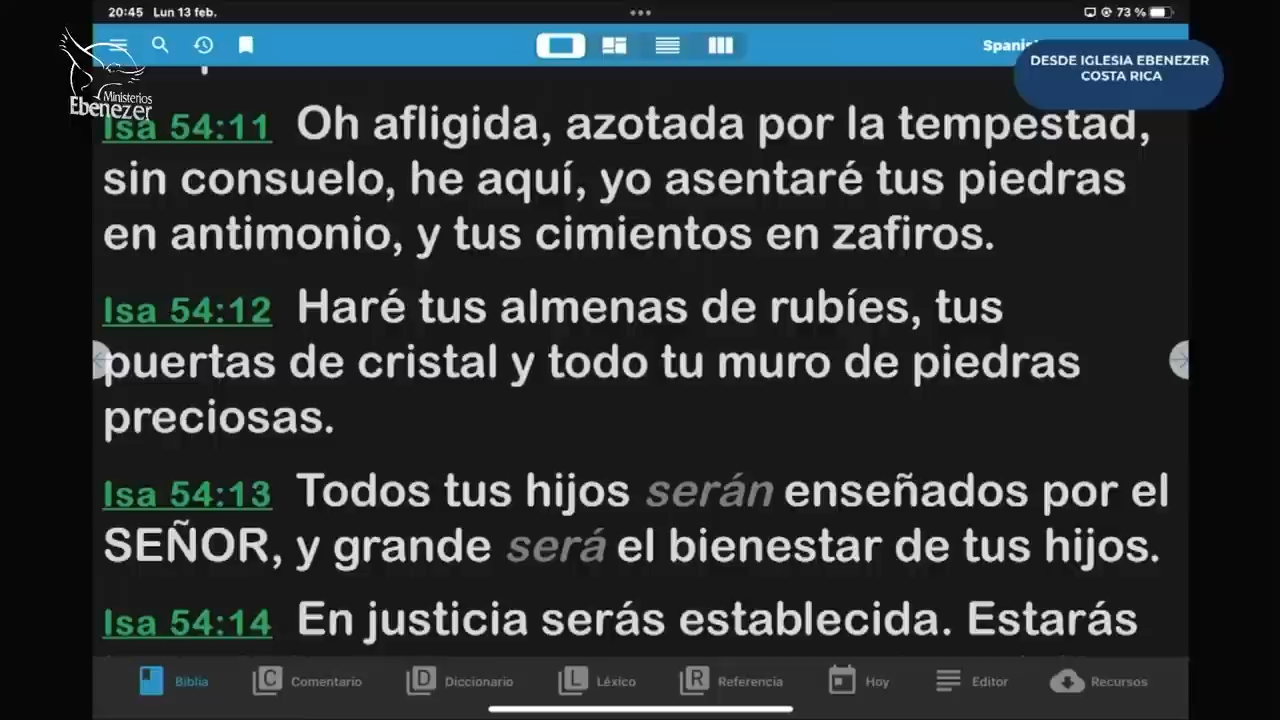 20:45 Lun 13 feb.
73 %
DESDE IGLESIA EBENEZER
COSTA RICA
Ministerios
Ebenezer
Isa 54:11 Oh afligida, azotada por la tempestad,
sin consuelo, he aquí, yo asentaré tus piedras
en antimonio, y tus cimientos en zafiros.
Isa 54:12 Haré tus almenas de rubíes, tus
puertas de cristal y todo tu muro de piedras
preciosas.
Isa 54:13 Todos tus hijos serán enseñados por el
SEÑOR, y grande será el bienestar de tus hijos.
Isa 54:14 En justicia serás establecida. Estarás
Biblia Comentario Diccionario Léxico Referencia Hoy Editor Recursos